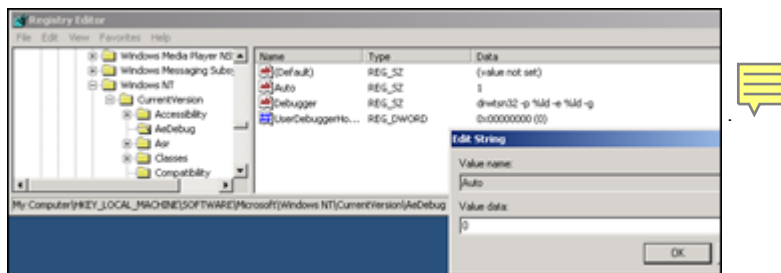 Registry Editor
File Edit View Favorites Help
Windows Media Player NS
Windows Messaging Subs
Windows NT
CurrentVersion
Accessibility
AeDebug
Asr
Classes
Compatibility
Name Type Data
(Default) REG_SZ (value not set)
Auto REG_SZ 1
Debugger REG_SZ drwtsn32 -p %ld -e %ld -g
UserDebuggerHo... REG_DWORD 0x00000000 (0)
My Computer\HKEY_LOCAL_MACHINE\SOFTWARE\Microsoft\Windows NT\CurrentVersion\AeDebug
Edit String
Value name:
Auto
Value data:
0
OK
.